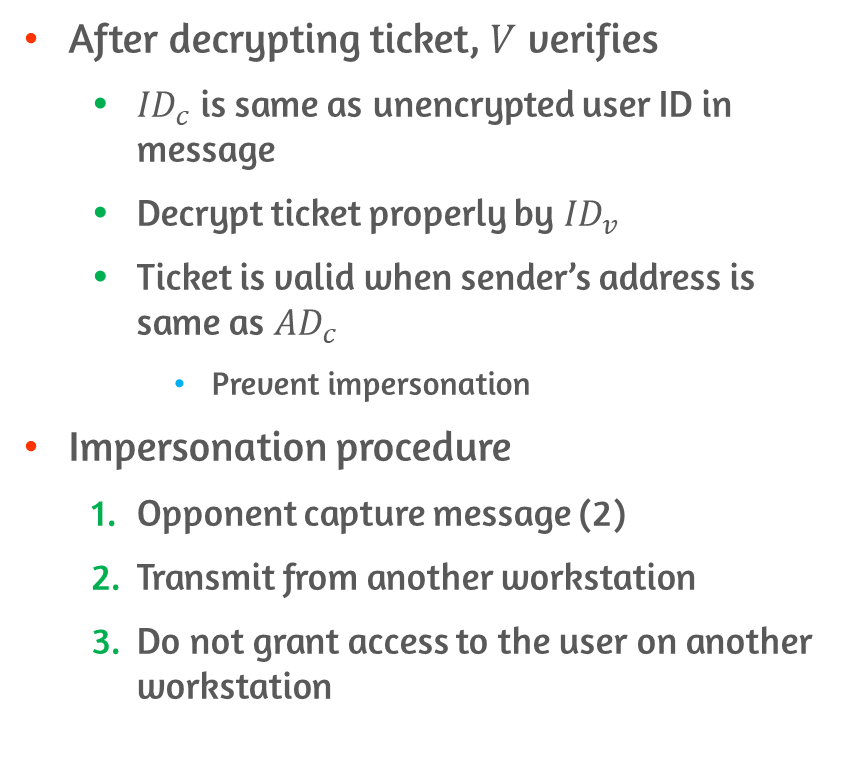 • After decrypting ticket, V verifies
• ID_c is same as unencrypted user ID in
message
• Decrypt ticket properly by ID_v
• Ticket is valid when sender’s address is
same as AD_c
• Prevent impersonation
• Impersonation procedure
1. Opponent capture message (2)
2. Transmit from another workstation
3. Do not grant access to the user on another
workstation